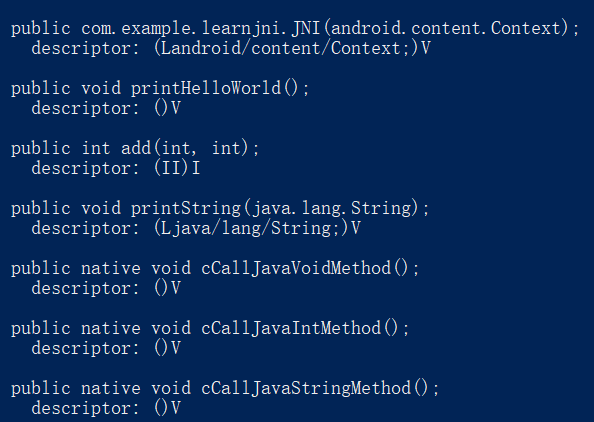 public com.example.learnjni.JNI(android.content.Context);
descriptor: (Landroid/content/Context;)V
public void printHelloWorld();
descriptor: ()V
public int add(int, int);
descriptor: (II)I
public void printString(java.lang.String);
descriptor: (Ljava/lang/String;)V
public native void cCallJavaVoidMethod();
descriptor: ()V
public native void cCallJavaIntMethod();
descriptor: ()V
public native void cCallJavaStringMethod();
descriptor: ()V